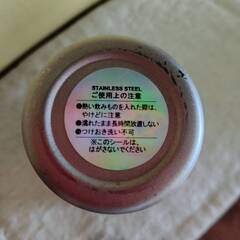 STAINLESS STEEL
ご使用上の注意
●熱い飲みものを入れた際は、
やけどに注意
●濡れたまま長時間放置しない
●つけおき洗い不可
※このシールは、
はがさないでください